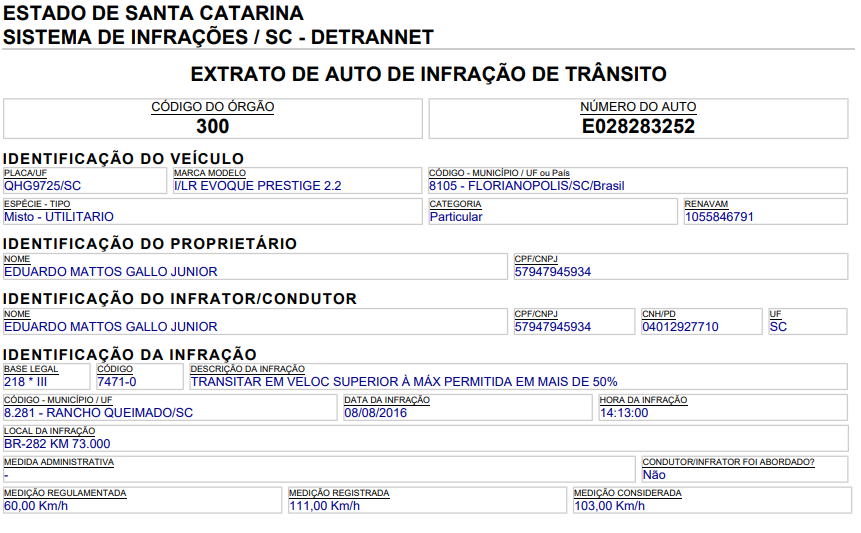 ESTADO DE SANTA CATARINA
SISTEMA DE INFRAÇÕES / SC - DETRANNET
EXTRATO DE AUTO DE INFRAÇÃO DE TRÂNSITO
CÓDIGO DO ÓRGÃO NÚMERO DO AUTO
300 E028283252
IDENTIFICAÇÃO DO VEÍCULO
PLACA/UF MARCA MODELO CÓDIGO - MUNICÍPIO / UF ou País
QHG9725/SC I/LR EVOQUE PRESTIGE 2.2 8105 - FLORIANOPOLIS/SC/Brasil
ESPÉCIE - TIPO CATEGORIA RENAVAM
Misto - UTILITARIO Particular 1055846791
IDENTIFICAÇÃO DO PROPRIETÁRIO
NOME CPF/CNPJ
EDUARDO MATTOS GALLO JUNIOR 57947945934
IDENTIFICAÇÃO DO INFRATOR/CONDUTOR
NOME CPF/CNPJ CNH/PD UF
EDUARDO MATTOS GALLO JUNIOR 57947945934 04012927710 SC
IDENTIFICAÇÃO DA INFRAÇÃO
BASE LEGAL CÓDIGO DESCRIÇÃO DA INFRAÇÃO
218 * III 7471-0 TRANSITAR EM VELOC SUPERIOR À MÁX PERMITIDA EM MAIS DE 50%
CÓDIGO - MUNICÍPIO / UF DATA DA INFRAÇÃO HORA DA INFRAÇÃO
8.281 - RANCHO QUEIMADO/SC 08/08/2016 14:13:00
LOCAL DA INFRAÇÃO
BR-282 KM 73.000
MEDIDA ADMINISTRATIVA CONDUTOR/INFRATOR FOI ABORDADO?
- Não
MEDIÇÃO REGULAMENTADA MEDIÇÃO REGISTRADA MEDIÇÃO CONSIDERADA
60,00 Km/h 111,00 Km/h 103,00 Km/h